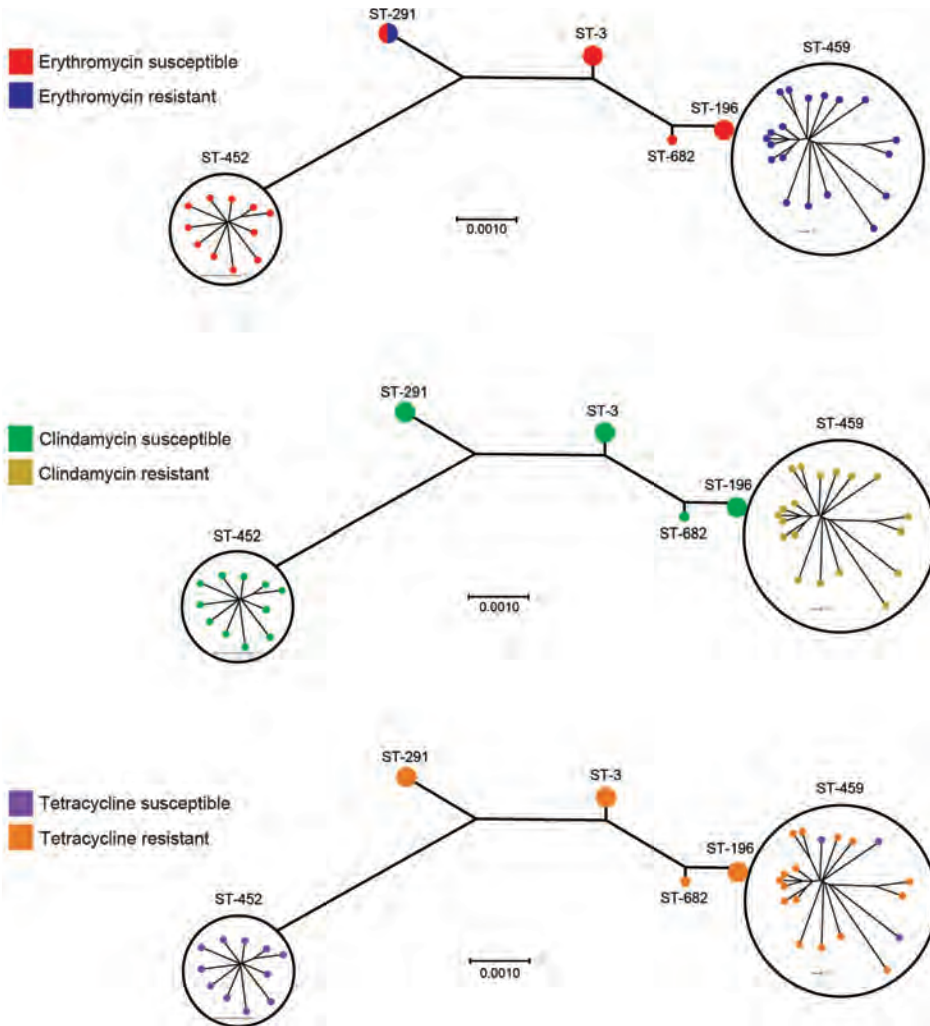 ST-291
ST-3
ST-459
Erythromycin susceptible
Erythromycin resistant
ST-196
ST-682
ST-452
0.0010
ST-291
ST-3
ST-459
Clindamycin susceptible
Clindamycin resistant
ST-196
ST-682
ST-452
0.0010
ST-291
ST-3
ST-459
Tetracycline susceptible
Tetracycline resistant
ST-196
ST-682
ST-452
0.0010